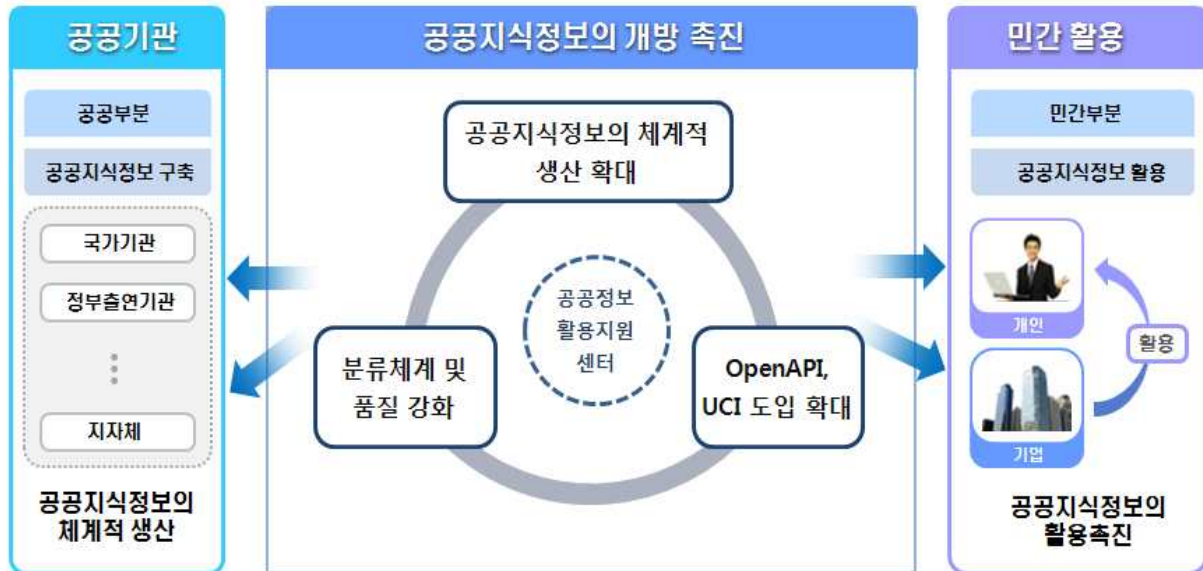 공공기관
공공부분
공공지식정보 구축
국가기관
정부출연기관
지자체
공공지식정보의
체계적 생산
공공지식정보의 개방 촉진
공공지식정보의 체계적
생산 확대
공공정보
활용지원
센터
분류체계 및
품질 강화
OpenAPI,
UCI 도입 확대
민간 활용
민간부분
공공지식정보 활용
개인
활용
기업
공공지식정보의
활용촉진